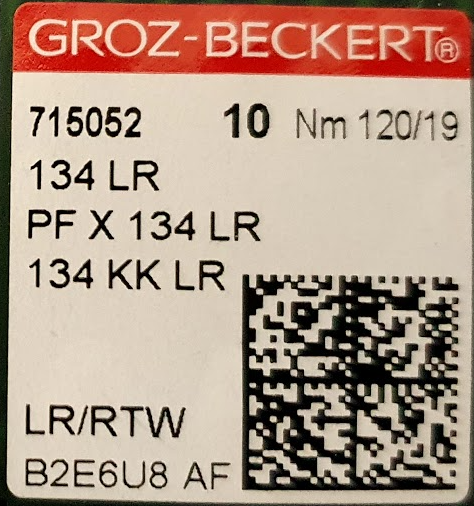 GROZ-BECKERT®
715052 10 Nm 120/19
134 LR
PF X 134 LR
134 KK LR
LR/RTW
B2E6U8 AF